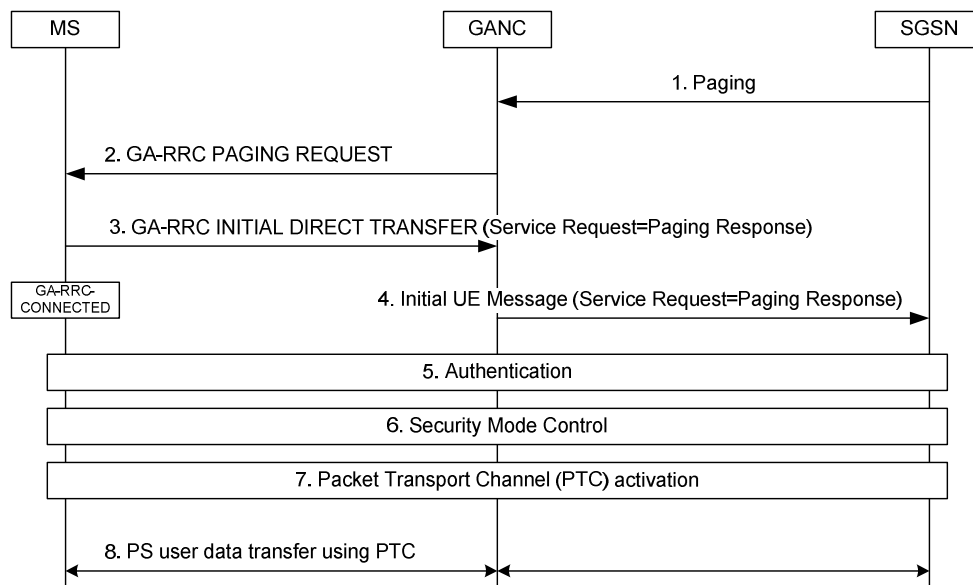 MS
GANC
SGSN
1. Paging
2. GA-RRC PAGING REQUEST
3. GA-RRC INITIAL DIRECT TRANSFER (Service Request=Paging Response)
GA-RRC-
CONNECTED
4. Initial UE Message (Service Request=Paging Response)
5. Authentication
6. Security Mode Control
7. Packet Transport Channel (PTC) activation
8. PS user data transfer using PTC